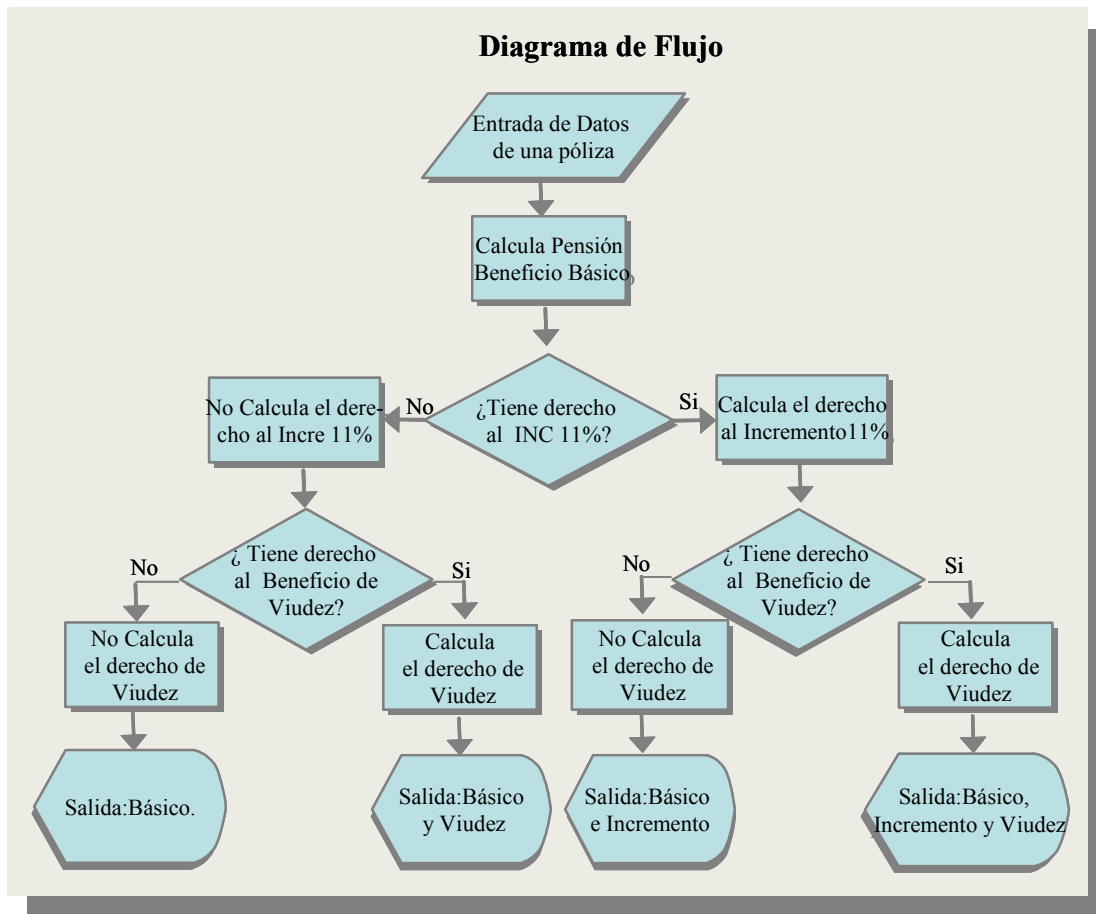 Diagrama de Flujo
Entrada de Datos
de una póliza
Calcula Pensión
Beneficio Básico,
No Calcula el dere-
cho al Incre 11%
No
¿Tiene derecho
al INC 11%?
Si
Calcula el derecho
al Incremento11%,
No
¿ Tiene derecho
al Beneficio de
Viudez?
Si
No
¿ Tiene derecho
al Beneficio de
Viudez?
Si
No Calcula
el derecho de
Viudez
Calcula
el derecho de
Viudez
No Calcula
el derecho de
Viudez
Calcula
el derecho de
Viudez
Salida:Básico.
Salida:Básico
y Viudez
Salida:Básico
e Incremento
Salida:Básico,
Incremento y Viudez